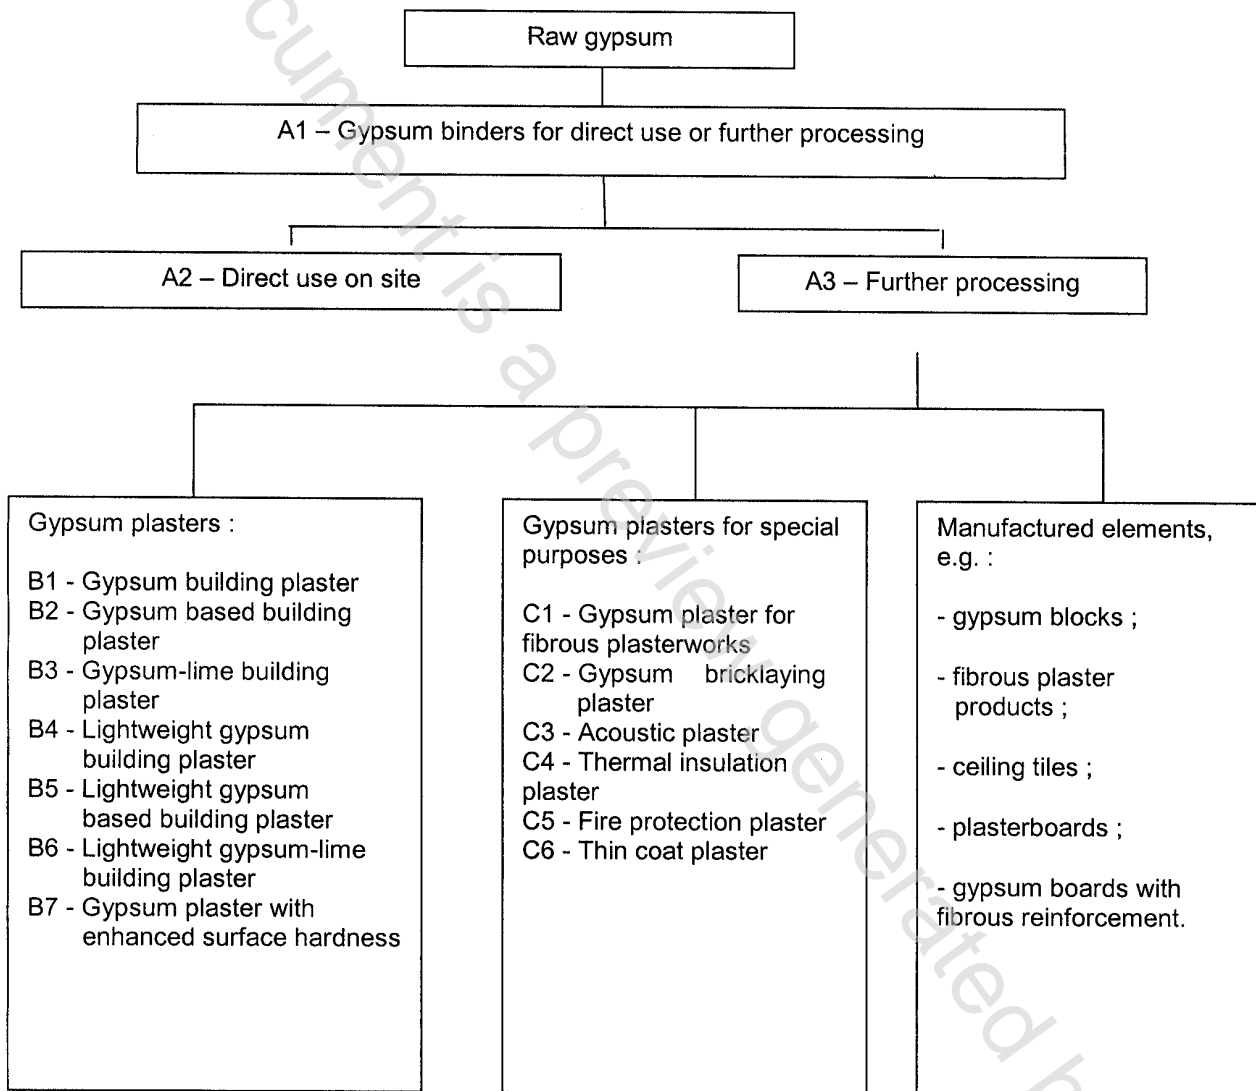 Raw gypsum
A1 – Gypsum binders for direct use or further processing
A2 – Direct use on site
A3 – Further processing
Gypsum plasters :
B1 - Gypsum building plaster
B2 - Gypsum based building
plaster
B3 - Gypsum-lime building
plaster
B4 - Lightweight gypsum
building plaster
B5 - Lightweight gypsum
based building plaster
B6 - Lightweight gypsum-lime
building plaster
B7 - Gypsum plaster with
enhanced surface hardness
Gypsum plasters for special
purposes :
C1 - Gypsum plaster for
fibrous plasterworks
C2 - Gypsum bricklaying
plaster
C3 - Acoustic plaster
C4 - Thermal insulation
plaster
C5 - Fire protection plaster
C6 - Thin coat plaster
Manufactured elements,
e.g. :
- gypsum blocks ;
- fibrous plaster
products ;
- ceiling tiles ;
- plasterboards ;
- gypsum boards with
fibrous reinforcement.
cument is a preview generated b